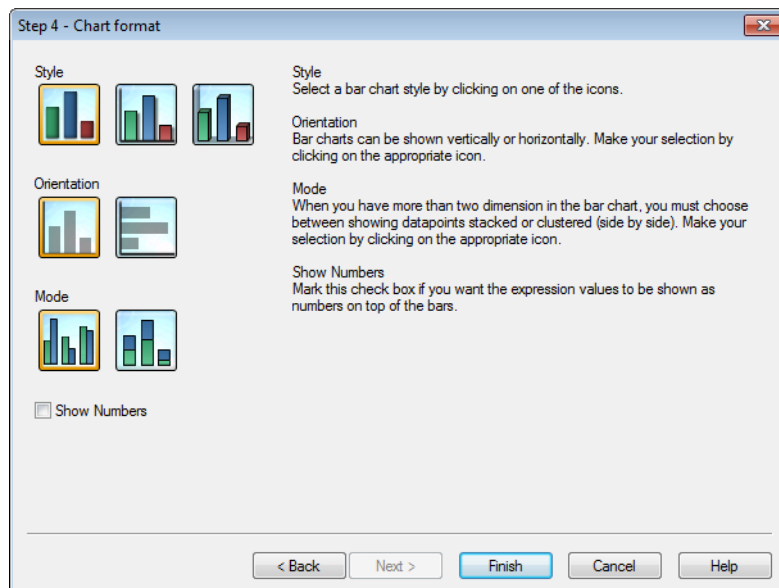 Step 4 - Chart format
Style
Style
Select a bar chart style by clicking on one of the icons.
Orientation
Bar charts can be shown vertically or horizontally. Make your selection by
clicking on the appropriate icon.
Orientation
Mode
When you have more than two dimension in the bar chart, you must choose
between showing datapoints stacked or clustered (side by side). Make your
selection by clicking on the appropriate icon.
Show Numbers
Mark this check box if you want the expression values to be shown as
numbers on top of the bars.
Mode
Show Numbers
< Back
Next >
Finish
Cancel
Help